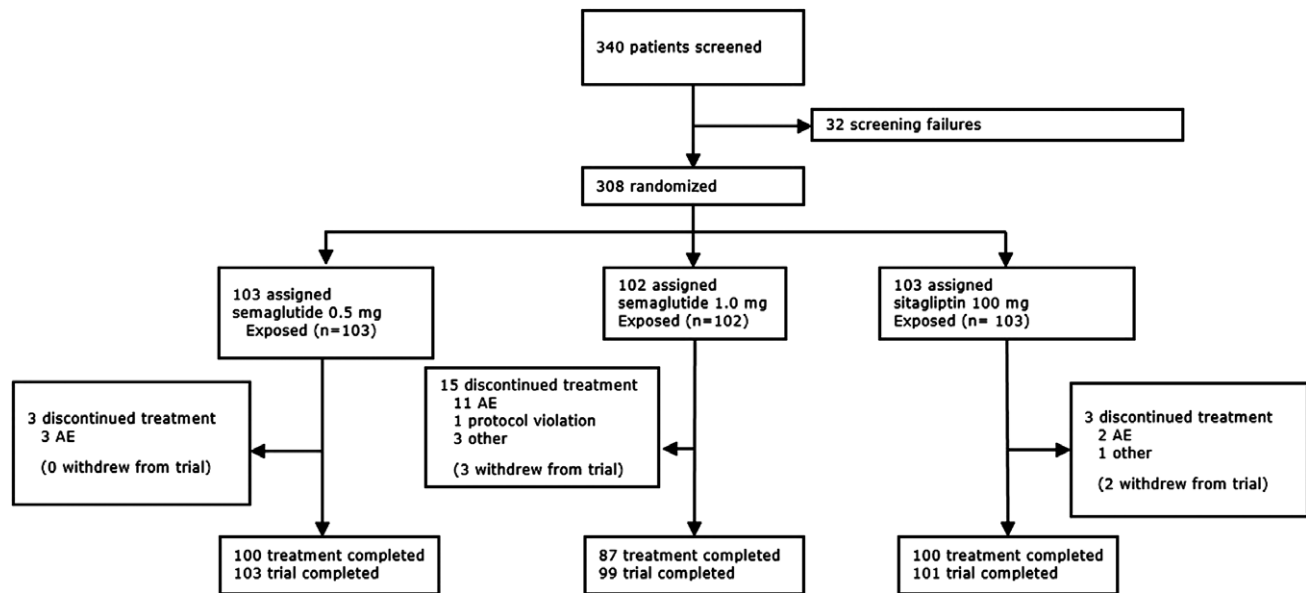 340 patients screened
32 screening failures
308 randomized
103 assigned
semaglutide 0.5 mg
Exposed (n=103)
102 assigned
semaglutide 1.0 mg
Exposed (n=102)
103 assigned
sitagliptin 100 mg
Exposed (n= 103)
3 discontinued treatment
3 AE
(0 withdrew from trial)
15 discontinued treatment
11 AE
1 protocol violation
3 other
(3 withdrew from trial)
3 discontinued treatment
2 AE
1 other
(2 withdrew from trial)
100 treatment completed
103 trial completed
87 treatment completed
99 trial completed
100 treatment completed
101 trial completed